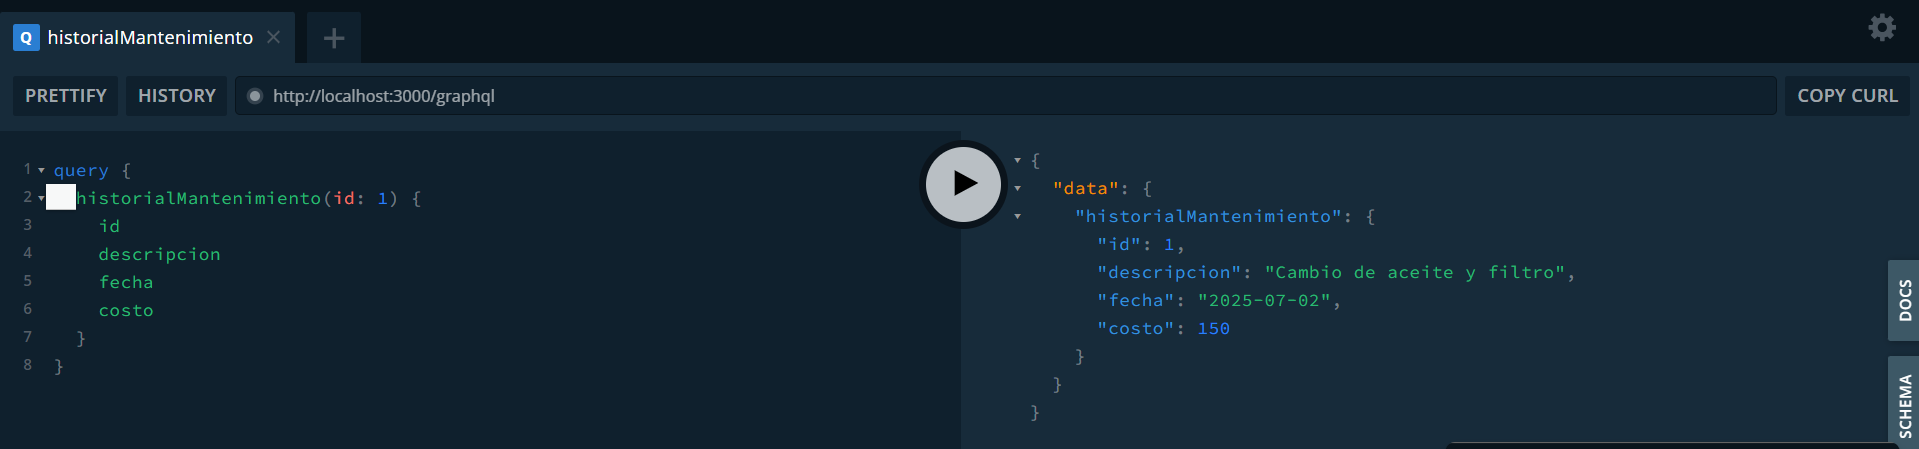 Q historialMantenimiento
PRETTIFY HISTORY http://localhost:3000/graphql COPY CURL
1 query {
2 historialMantenimiento(id: 1) {
3 id
4 descripcion
5 fecha
6 costo
7 }
8 }
{
"data": {
"historialMantenimiento": {
"id": 1,
"descripcion": "Cambio de aceite y filtro",
"fecha": "2025-07-02",
"costo": 150
}
}
}
DOCS
SCHEMA